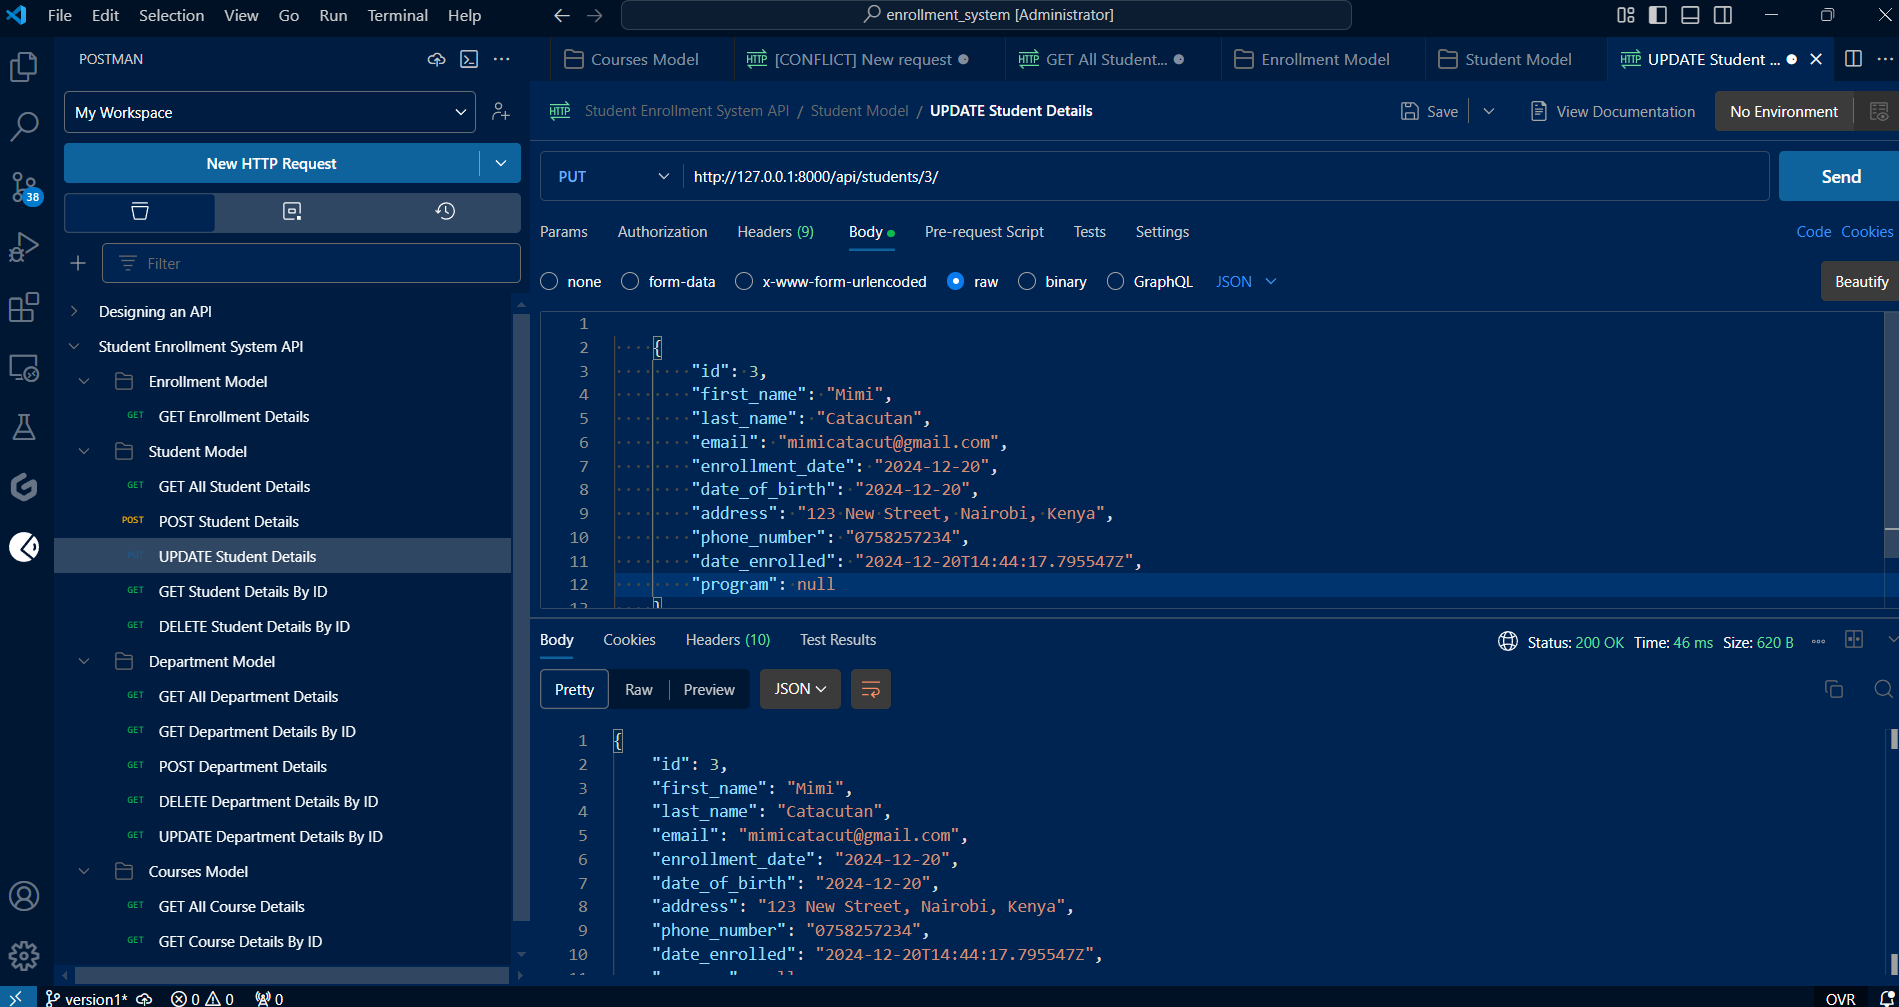 File Edit Selection View Go Run Terminal Help
enrollment_system [Administrator]
POSTMAN
Courses Model
HTTP [CONFLICT] New request
HTTP GET All Student...
Enrollment Model
Student Model
HTTP UPDATE Student ...
My Workspace
HTTP Student Enrollment System API / Student Model / UPDATE Student Details
Save
View Documentation
No Environment
New HTTP Request
PUT
http://127.0.0.1:8000/api/students/3/
Send
38
Params Authorization Headers (9) Body Pre-request Script Tests Settings
Code Cookies
Filter
none form-data x-www-form-urlencoded raw binary GraphQL JSON
Beautify
Designing an API
Student Enrollment System API
Enrollment Model
GET GET Enrollment Details
Student Model
GET GET All Student Details
POST POST Student Details
UPDATE Student Details
GET GET Student Details By ID
GET DELETE Student Details By ID
Department Model
GET GET All Department Details
GET GET Department Details By ID
GET POST Department Details
GET DELETE Department Details By ID
GET UPDATE Department Details By ID
Courses Model
GET GET All Course Details
GET GET Course Details By ID
1
2 {
3 "id": 3,
4 "first_name": "Mimi",
5 "last_name": "Catacutan",
6 "email": "mimicatacut@gmail.com",
7 "enrollment_date": "2024-12-20",
8 "date_of_birth": "2024-12-20",
9 "address": "123 New Street, Nairobi, Kenya",
10 "phone_number": "0758257234",
11 "date_enrolled": "2024-12-20T14:44:17.795547Z",
12 "program": null
Body Cookies Headers (10) Test Results
Status: 200 OK Time: 46 ms Size: 620 B
Pretty Raw Preview JSON
1 {
2 "id": 3,
3 "first_name": "Mimi",
4 "last_name": "Catacutan",
5 "email": "mimicatacut@gmail.com",
6 "enrollment_date": "2024-12-20",
7 "date_of_birth": "2024-12-20",
8 "address": "123 New Street, Nairobi, Kenya",
9 "phone_number": "0758257234",
10 "date_enrolled": "2024-12-20T14:44:17.795547Z",
version1* 0 0 0
OVR